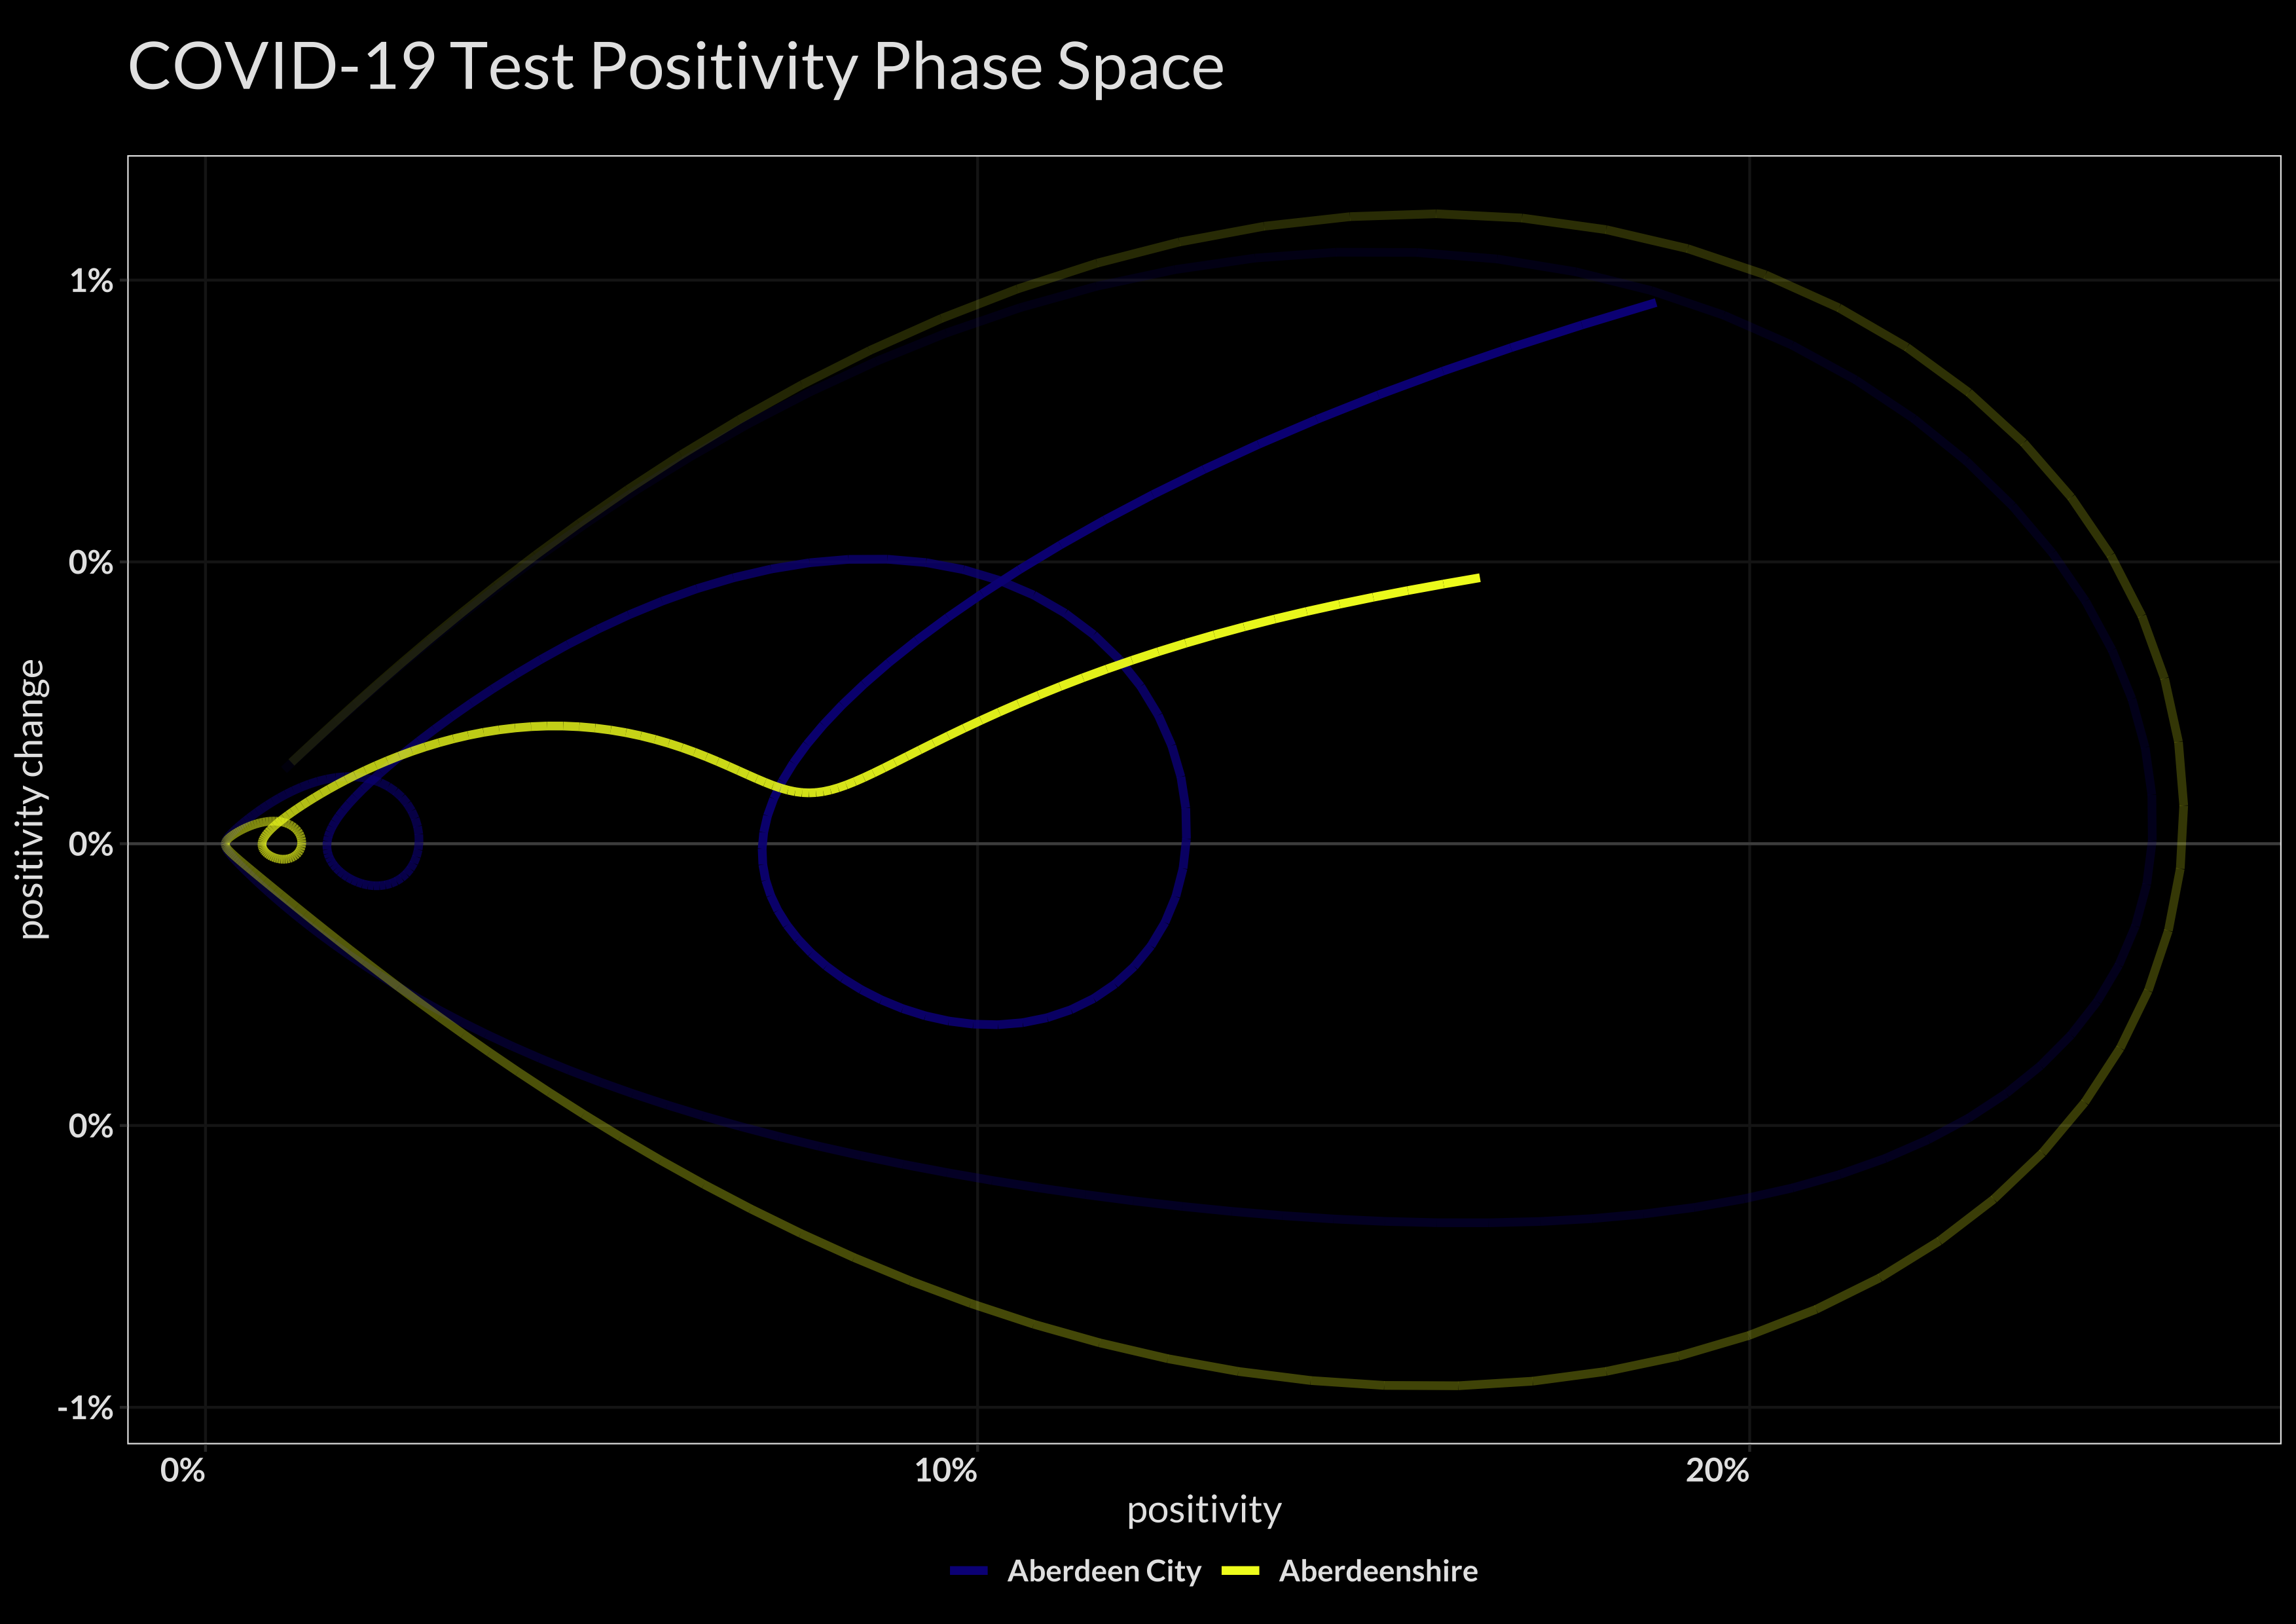 COVID-19 Test Positivity Phase Space
positivity change
1%
0%
0%
0%
-1%
0% 10% 20%
positivity
Aberdeen City Aberdeenshire